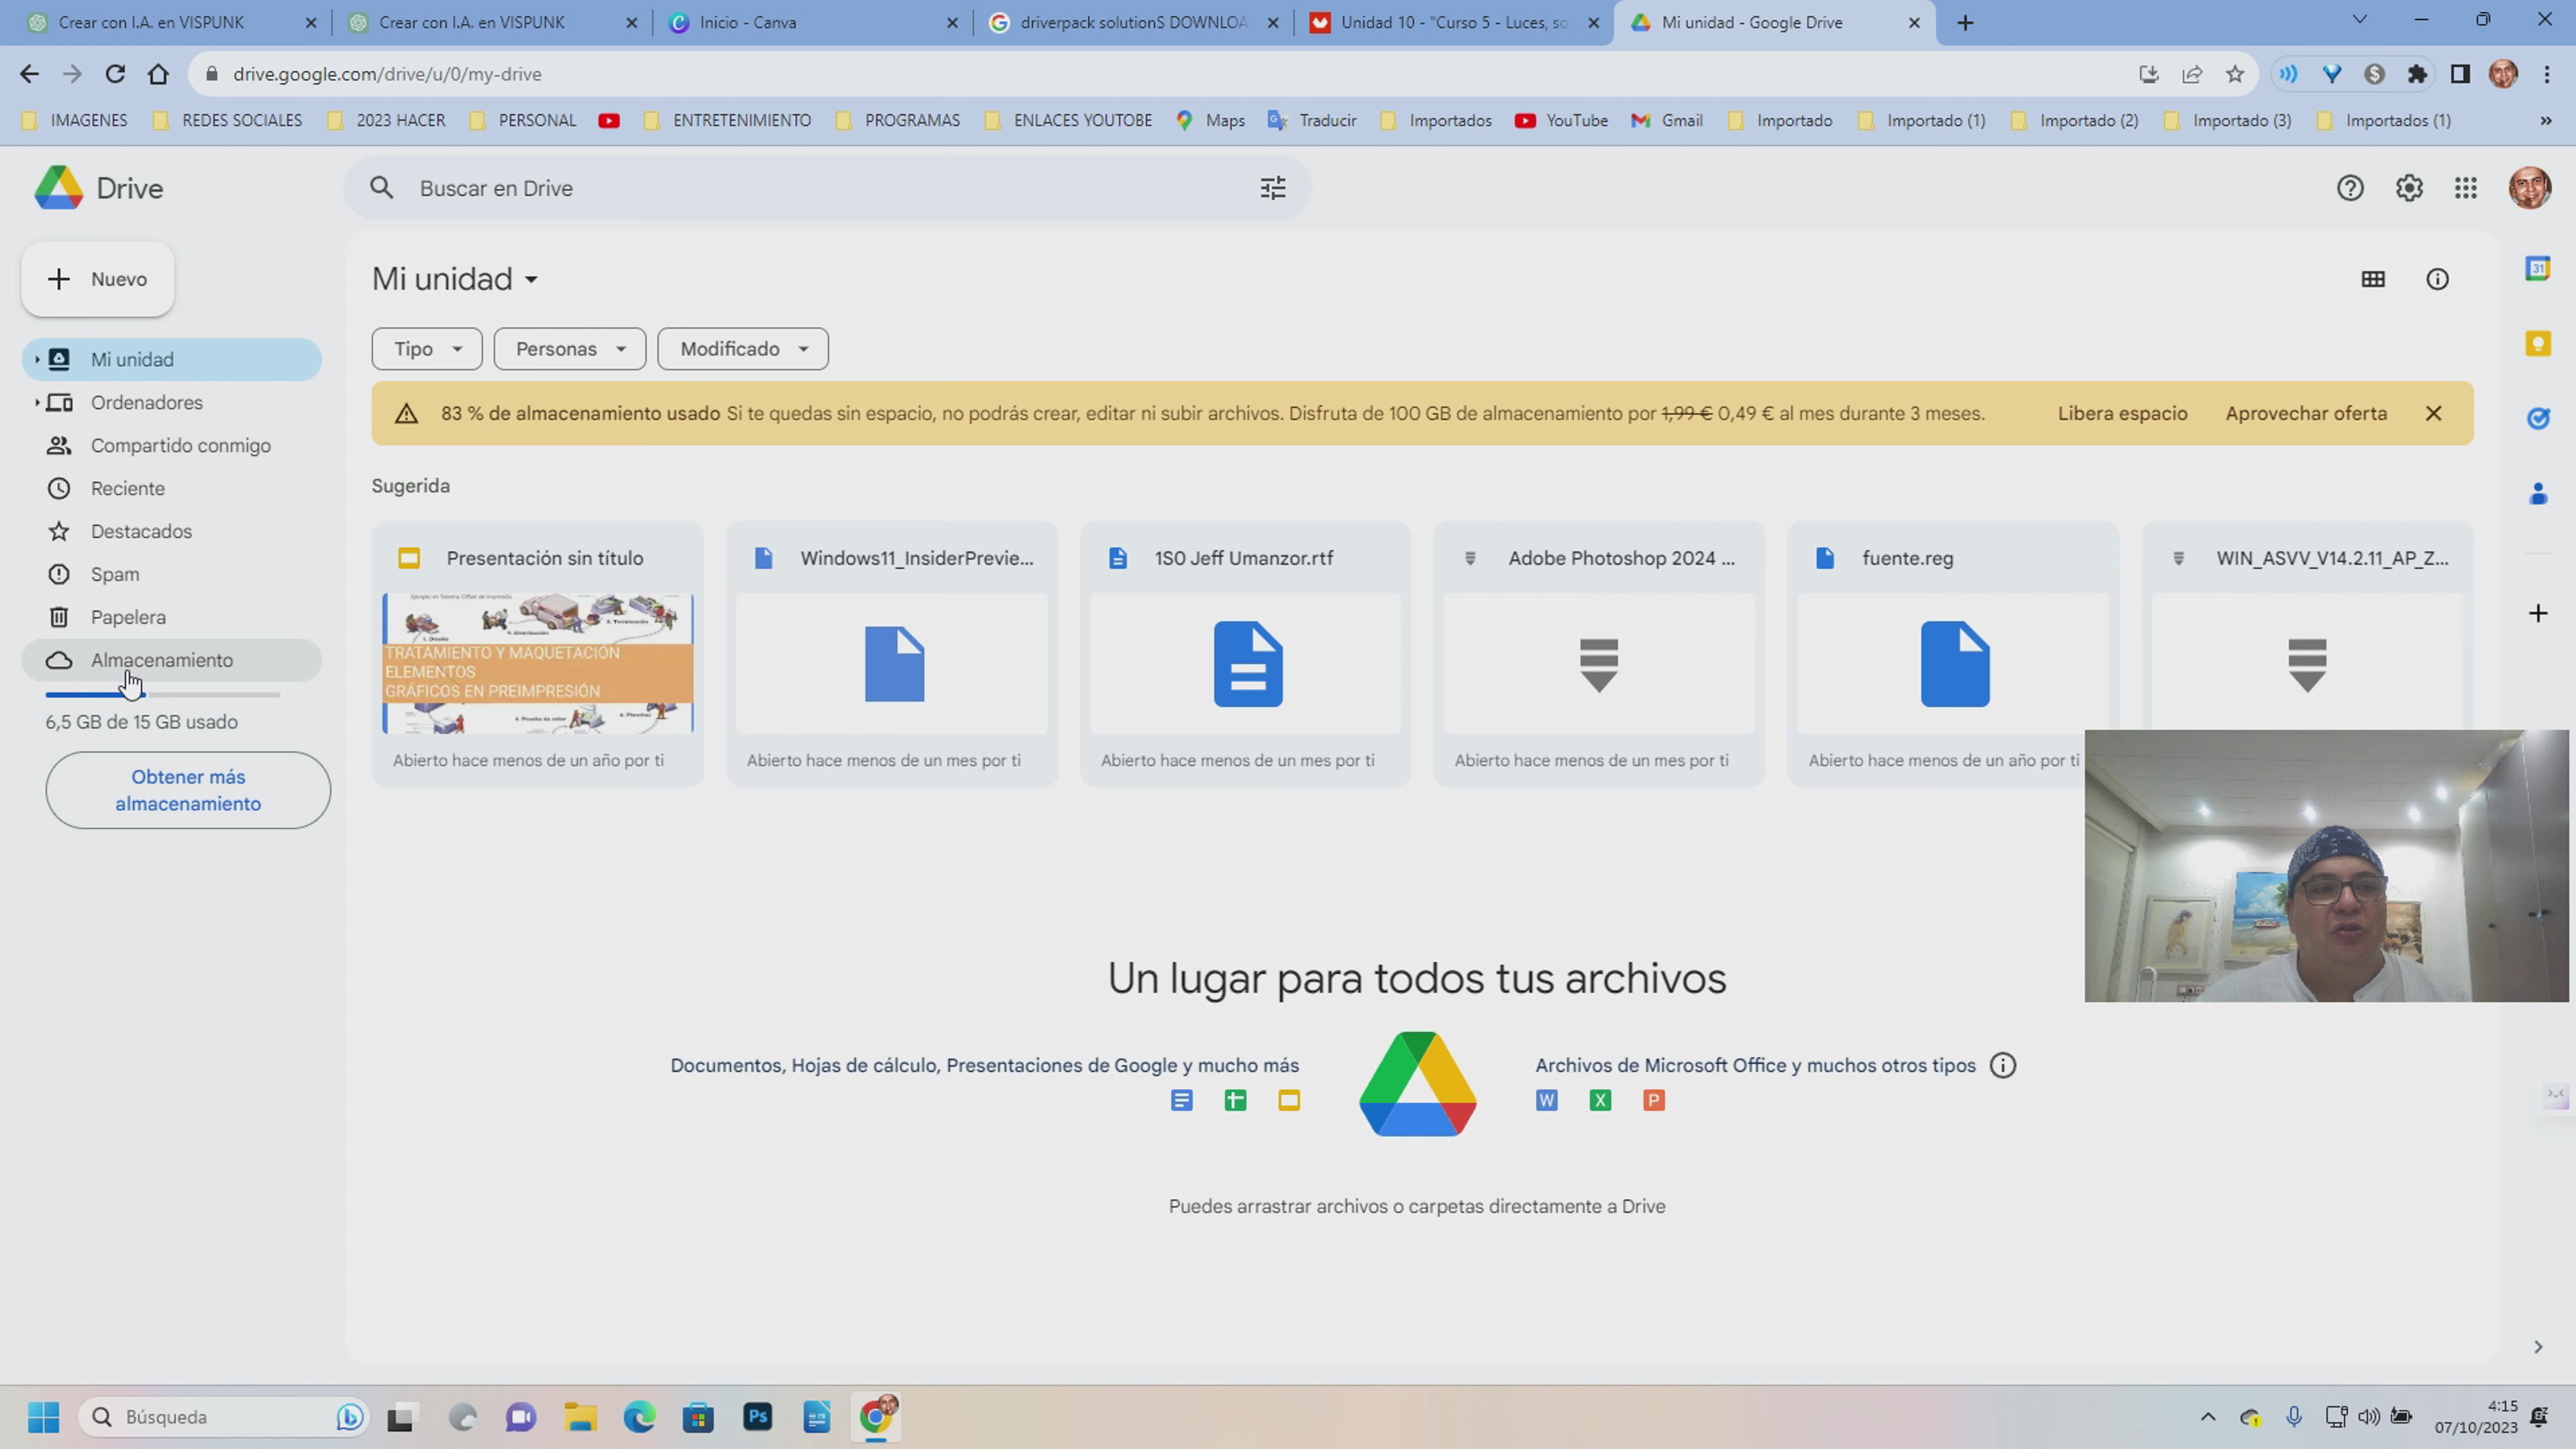 Crear con I.A. en VISPUNK
Crear con I.A. en VISPUNK
Inicio - Canva
driverpack solutionS DOWNLOA
Unidad 10 - "Curso 5 - Luces, so
Mi unidad - Google Drive
drive.google.com/drive/u/0/my-drive
IMAGENES
REDES SOCIALES
2023 HACER
PERSONAL
ENTRETENIMIENTO
PROGRAMAS
ENLACES YOUTOBE
Maps
Traducir
Importados
YouTube
Gmail
Importado
Importado (1)
Importado (2)
Importado (3)
Importados (1)
Drive
Buscar en Drive
Nuevo
Mi unidad
Ordenadores
Compartido conmigo
Reciente
Destacados
Spam
Papelera
Almacenamiento
6,5 GB de 15 GB usado
Obtener más
almacenamiento
Mi unidad
Tipo
Personas
Modificado
83 % de almacenamiento usado Si te quedas sin espacio, no podrás crear, editar ni subir archivos. Disfruta de 100 GB de almacenamiento por 1,99 € 0,49 € al mes durante 3 meses.
Libera espacio
Aprovechar oferta
31
Sugerida
Presentación sin título
TRATAMIENTO Y MAQUETACIÓN
ELEMENTOS
GRÁFICOS EN PREIMPRESIÓN
Abierto hace menos de un año por ti
Windows11_InsiderPrevie...
Abierto hace menos de un mes por ti
1S0 Jeff Umanzor.rtf
Abierto hace menos de un mes por ti
Adobe Photoshop 2024 ...
Abierto hace menos de un mes por ti
fuente.reg
Abierto hace menos de un año por ti
WIN_ASVV_V14.2.11_AP_Z...
Un lugar para todos tus archivos
Documentos, Hojas de cálculo, Presentaciones de Google y mucho más
Archivos de Microsoft Office y muchos otros tipos
W
X
P
Puedes arrastrar archivos o carpetas directamente a Drive
Búsqueda
Ps
4:15
07/10/2023